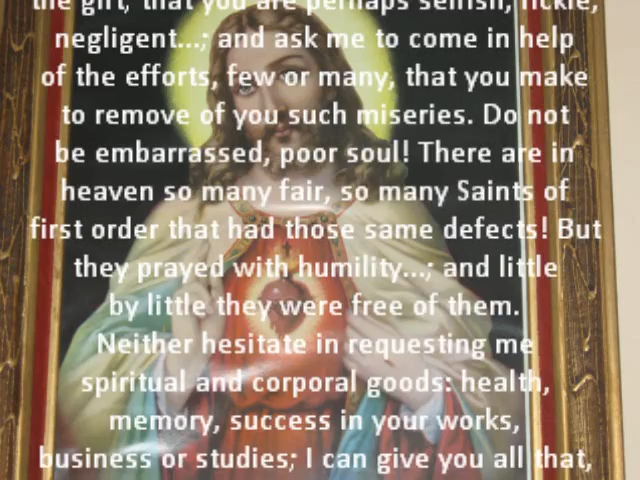 the gift, that you are perhaps selfish, fickle,
negligent...; and ask me to come in help
of the efforts, few or many, that you make
to remove of you such miseries. Do not
be embarrassed, poor soul! There are in
heaven so many fair, so many Saints of
first order that had those same defects! But
they prayed with humility...; and little
by little they were free of them.
Neither hesitate in requesting me
spiritual and corporal goods: health,
memory, success in your works,
business or studies; I can give you all that,